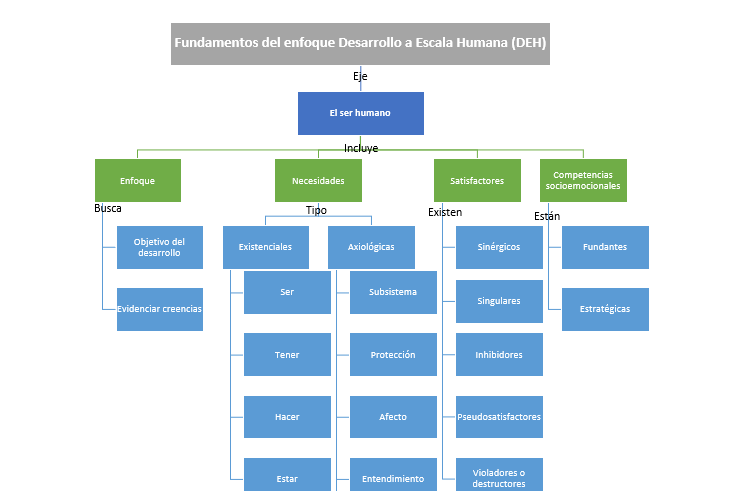 Fundamentos del enfoque Desarrollo a Escala Humana (DEH)
Eje
El ser humano
Incluye
Enfoque
Necesidades
Satisfactores
Competencias
socioemocionales
Busca
Tipo
Existen
Están
Objetivo del
desarrollo
Existenciales
Axiológicas
Sinérgicos
Fundantes
Evidenciar creencias
Ser
Subsistema
Singulares
Estratégicas
Tener
Protección
Inhibidores
Hacer
Afecto
Pseudosatisfactores
Estar
Entendimiento
Violadores o
destructores